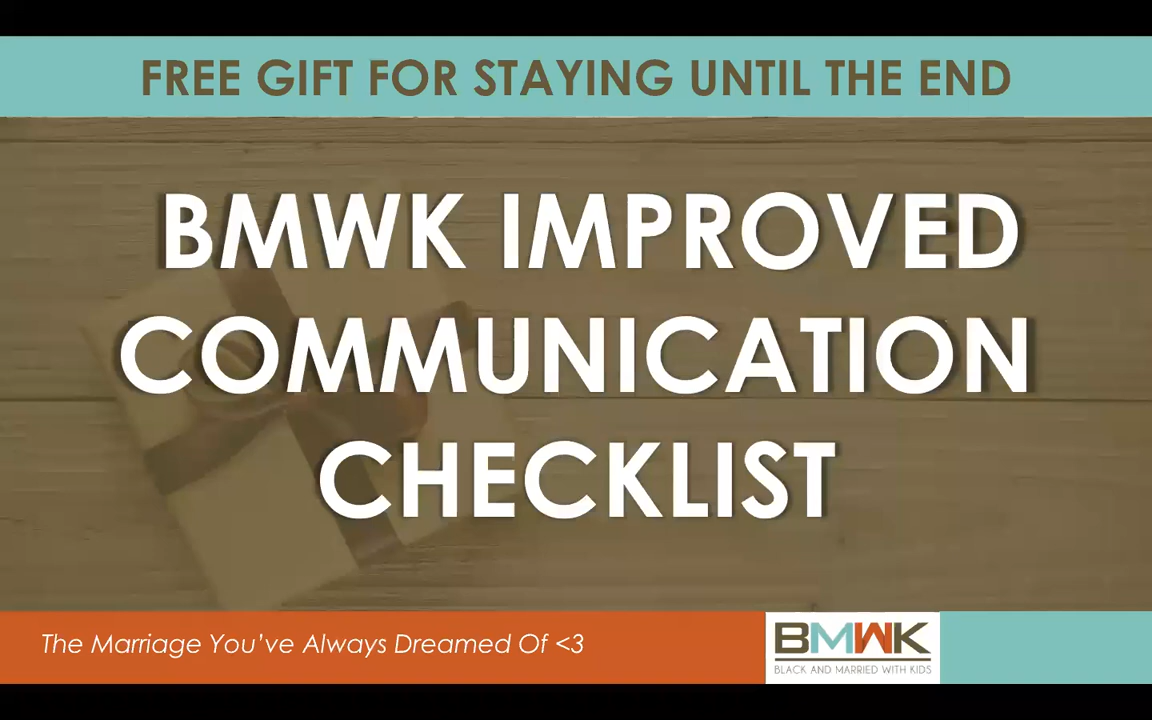 FREE GIFT FOR STAYING UNTIL THE END
BMWK IMPROVED
COMMUNICATION
CHECKLIST
The Marriage You've Always Dreamed Of <3
BMWK
BLACK AND MARRIED WITH KIDS